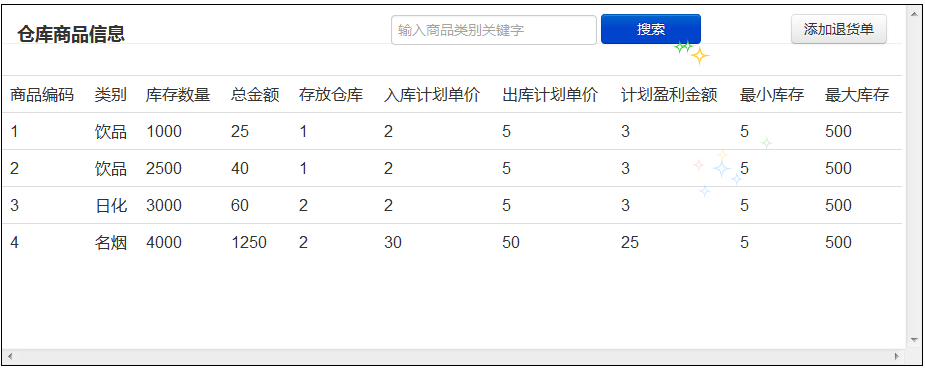 仓库商品信息 输入商品类别关键字 搜索 添加退货单
商品编码 类别 库存数量 总金额 存放仓库 入库计划单价 出库计划单价 计划盈利金额 最小库存 最大库存
1 饮品 1000 25 1 2 5 3 5 500
2 饮品 2500 40 1 2 5 3 5 500
3 日化 3000 60 2 2 5 3 5 500
4 名烟 4000 1250 2 30 50 25 5 500